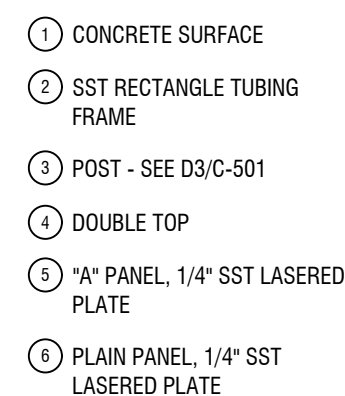 1 CONCRETE SURFACE
2 SST RECTANGLE TUBING
FRAME
3 POST - SEE D3/C-501
4 DOUBLE TOP
5 "A" PANEL, 1/4" SST LASERED
PLATE
6 PLAIN PANEL, 1/4" SST
LASERED PLATE